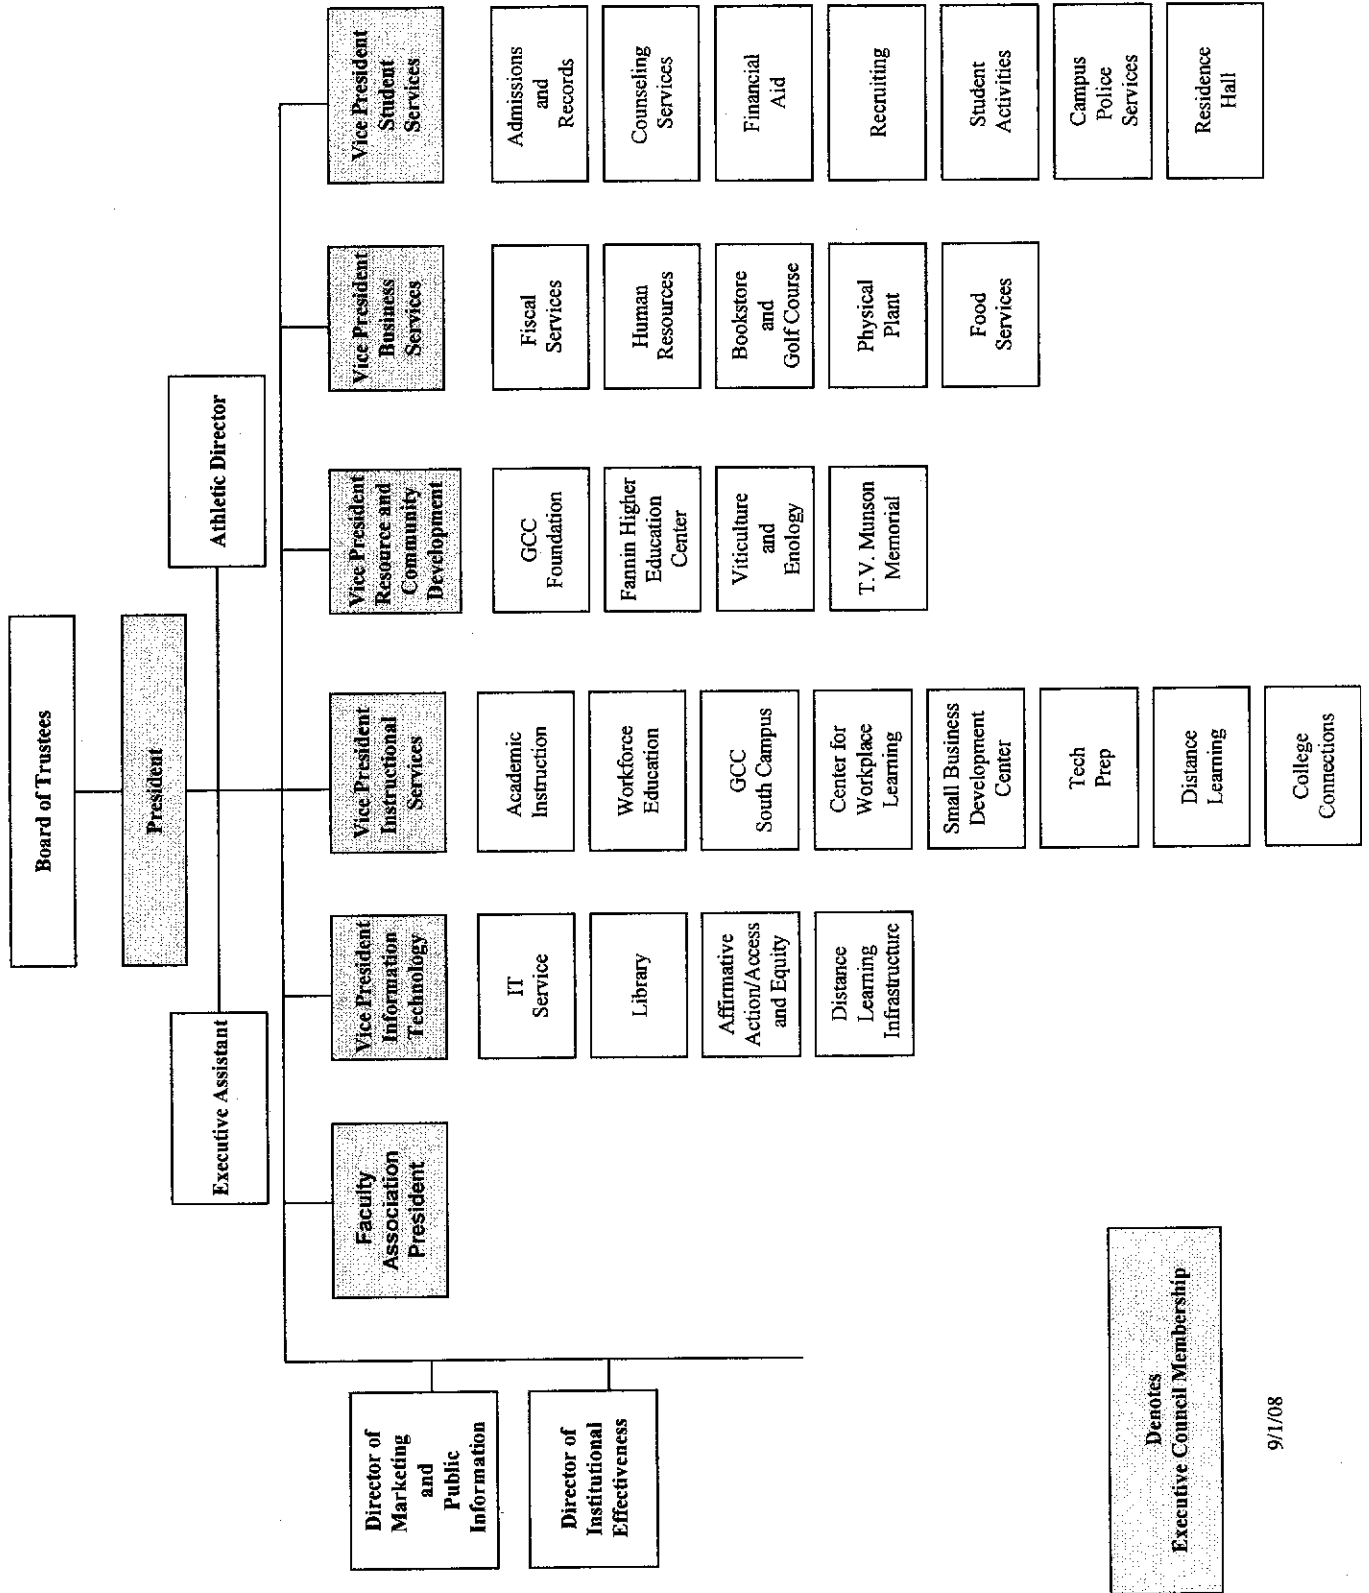 Board of Trustees
President
Executive Assistant
Athletic Director
Director of
Marketing
and
Public
Information
Director of
Institutional
Effectiveness
Faculty
Association
President
Vice President
Information
Technology
IT
Service
Library
Affirmative
Action/Access
and Equity
Distance
Learning
Infrastructure
Vice President
Instructional
Services
Academic
Instruction
Workforce
Education
GCC
South Campus
Center for
Workplace
Learning
Small Business
Development
Center
Tech
Prep
Distance
Learning
College
Connections
Vice President
Resource and
Community
Development
GCC
Foundation
Fannin Higher
Education
Center
Viticulture
and
Enology
T.V. Munson
Memorial
Vice President
Business
Services
Fiscal
Services
Human
Resources
Bookstore
and
Golf Course
Physical
Plant
Food
Services
Vice President
Student
Services
Admissions
and
Records
Counseling
Services
Financial
Aid
Recruiting
Student
Activities
Campus
Police
Services
Residence
Hall
Denotes
Executive Council Membership
9/1/08